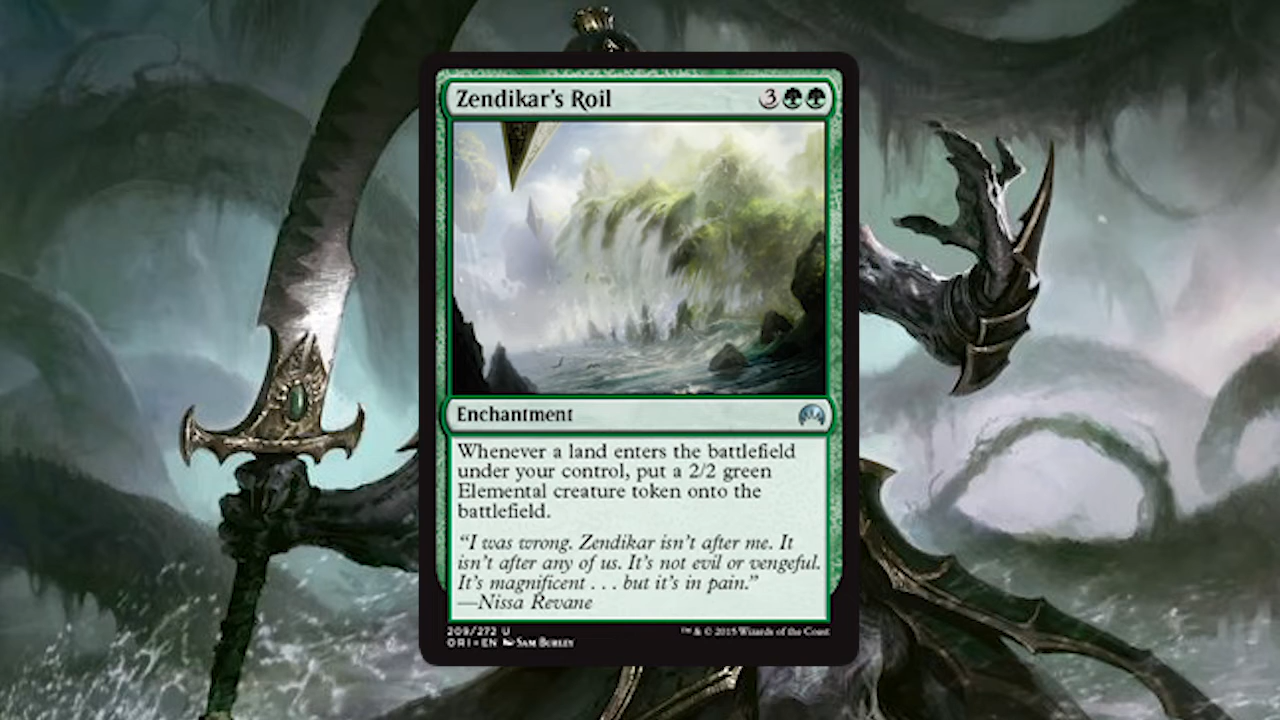 Zendikar's Roil 3
Enchantment
Whenever a land enters the battlefield
under your control, put a 2/2 green
Elemental creature token onto the
battlefield.
"I was wrong. Zendikar isn't after me. It
isn't after any of us. It's not evil or vengeful.
It's magnificent . . . but it's in pain."
—Nissa Revane
209/272 U
ORI • EN Sam Burley
™ & © 2015 Wizards of the Coast